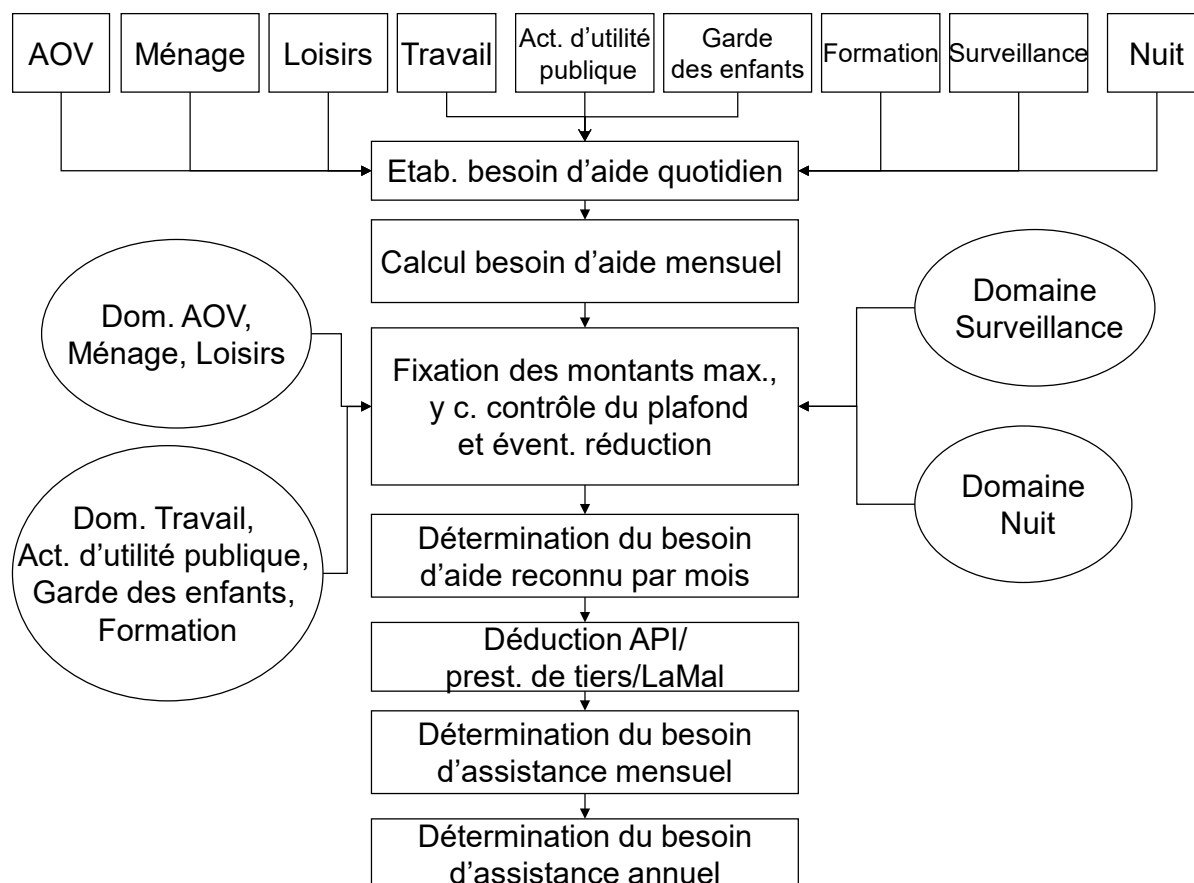 AOV
Ménage
Loisirs
Travail
Act. d'utilité
publique
Garde
des enfants
Formation
Surveillance
Nuit
Etab. besoin d'aide quotidien
Calcul besoin d'aide mensuel
Dom. AOV,
Ménage, Loisirs
Domaine
Surveillance
Fixation des montants max.,
y c. contrôle du plafond
et évent. réduction
Dom. Travail,
Act. d'utilité publique,
Garde des enfants,
Formation
Domaine
Nuit
Détermination du besoin
d'aide reconnu par mois
Déduction API/
prest. de tiers/LaMal
Détermination du besoin
d'assistance mensuel
Détermination du besoin
d'assistance annuel